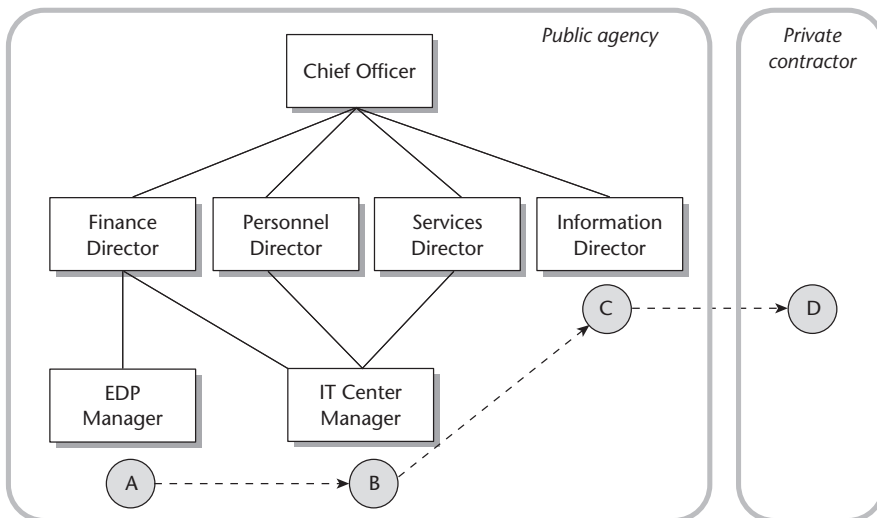 Public agency
Private
contractor
Chief Officer
Finance
Director
Personnel
Director
Services
Director
Information
Director
C
D
EDP
Manager
IT Center
Manager
A
B